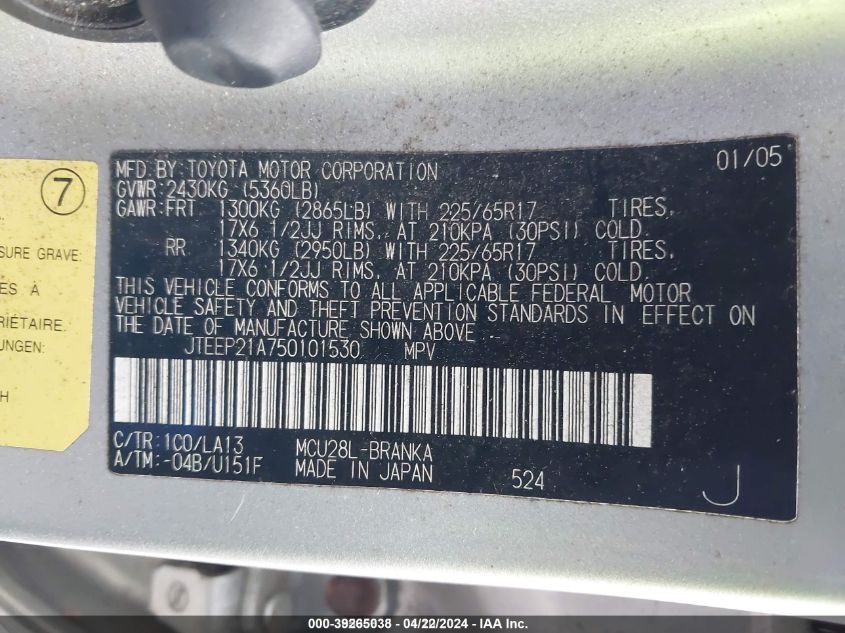 7
SURE GRAVE:
ES À
RIÉTAIRE.
UNGEN:
H
MFD.BY:TOYOTA MOTOR CORPORATION 01/05
GVWR:2430KG (5360LB)
GAWR:FRT 1300KG (2865LB) WITH 225/65R17 TIRES,
17X6 1/2JJ RIMS, AT 210KPA (30PSI) COLD.
RR 1340KG (2950LB) WITH 225/65R17 TIRES,
17X6 1/2JJ RIMS, AT 210KPA (30PSI) COLD.
THIS VEHICLE CONFORMS TO ALL APPLICABLE FEDERAL MOTOR
VEHICLE SAFETY AND THEFT PREVENTION STANDARDS IN EFFECT ON
THE DATE OF MANUFACTURE SHOWN ABOVE
JTEEP21A750101530 MPV
C/TR:1C0/LA13 MCU28L-BRANKA
A/TM:-04B/U151F MADE IN JAPAN 524
J
000-39265038 - 04/22/2024 - IAA Inc.